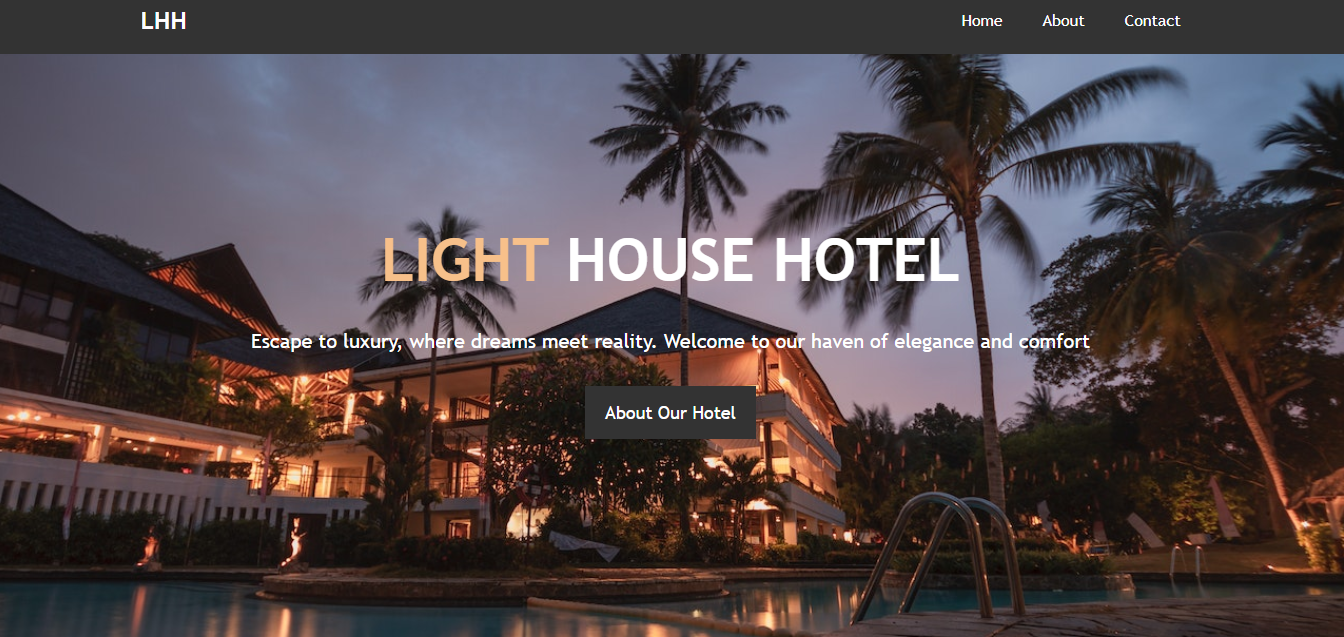 LHH
Home About Contact
LIGHT HOUSE HOTEL
Escape to luxury, where dreams meet reality. Welcome to our haven of elegance and comfort
About Our Hotel